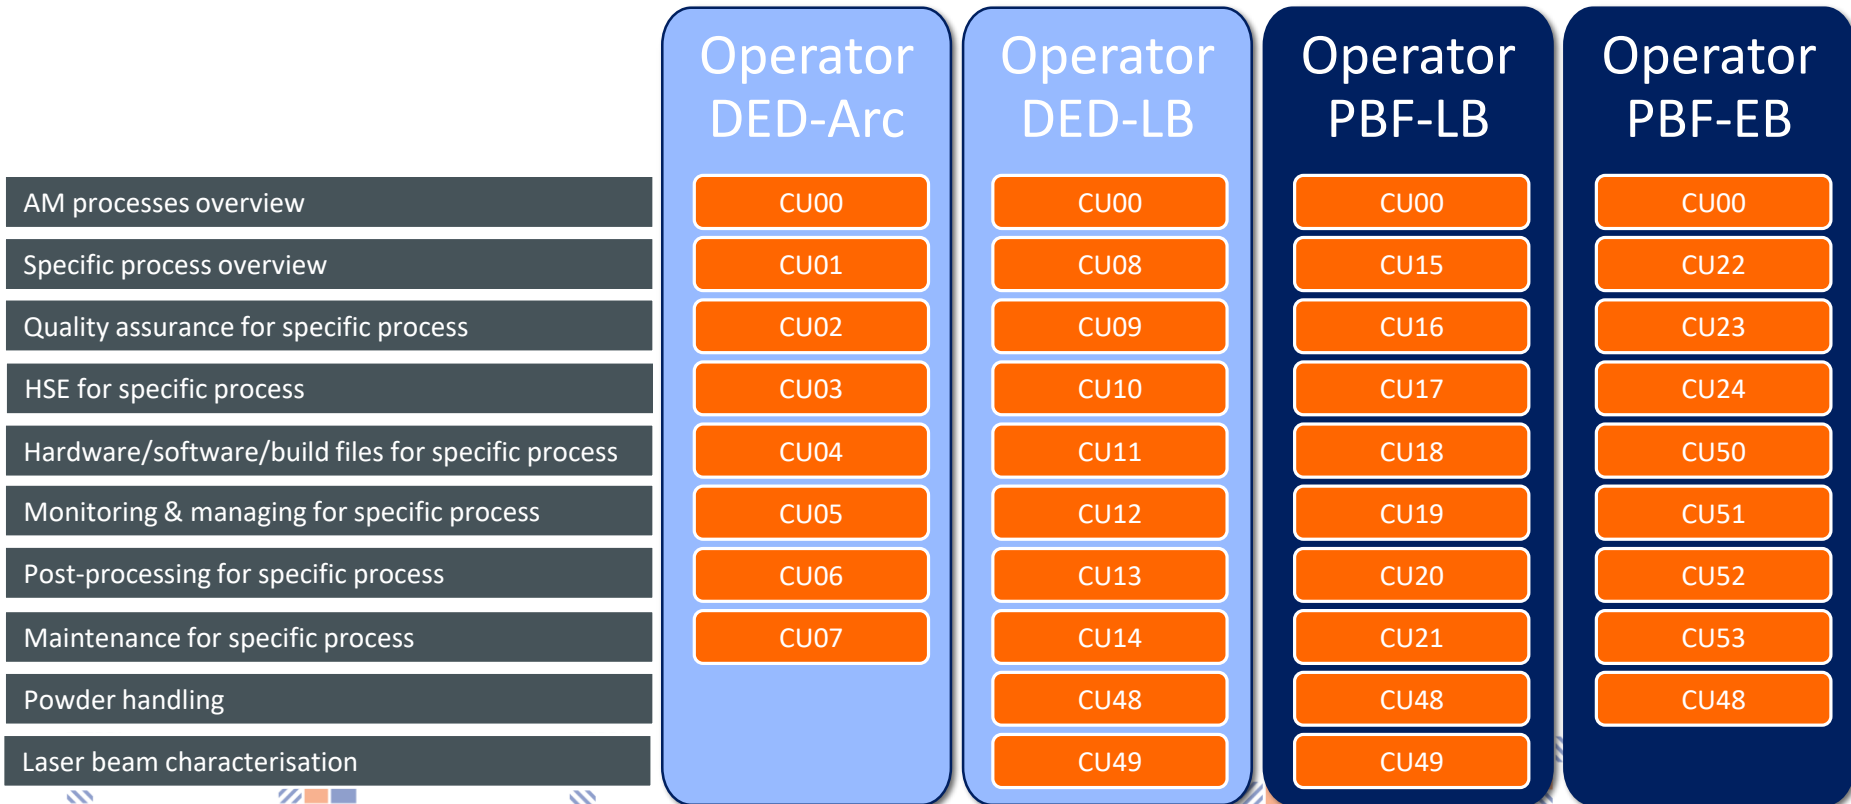 Operator Operator Operator Operator
DED-Arc DED-LB PBF-LB PBF-EB
AM processes overview CU00 CU00 CU00 CU00
Specific process overview CU01 CU08 CU15 CU22
Quality assurance for specific process CU02 CU09 CU16 CU23
HSE for specific process CU03 CU10 CU17 CU24
Hardware/software/build files for specific process CU04 CU11 CU18 CU50
Monitoring & managing for specific process CU05 CU12 CU19 CU51
Post-processing for specific process CU06 CU13 CU20 CU52
Maintenance for specific process CU07 CU14 CU21 CU53
Powder handling CU48 CU48 CU48
Laser beam characterisation CU49 CU49